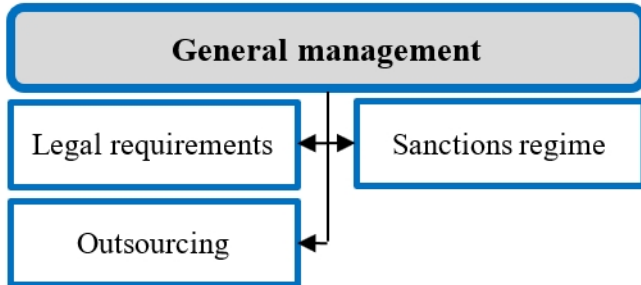 General management
Legal requirements
Sanctions regime
Outsourcing